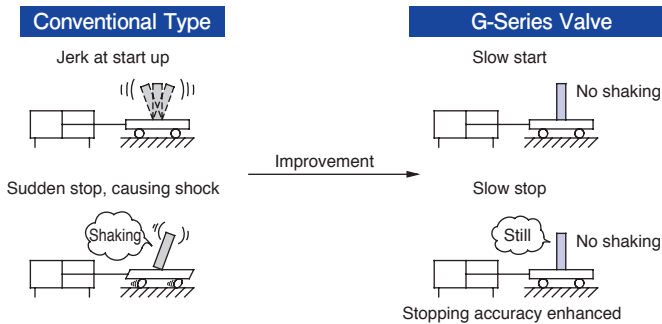 Conventional Type
Jerk at start up
Sudden stop, causing shock
Shaking
Improvement
G-Series Valve
Slow start
No shaking
Slow stop
Still
No shaking
Stopping accuracy enhanced